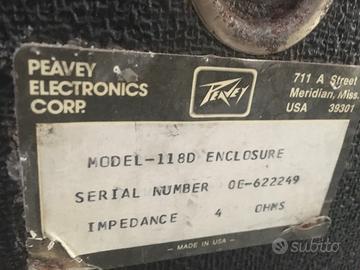 PEAVEY
ELECTRONICS
CORP.
PEAVEY
711 A Street
Meridian, Miss.
USA 39301
MODEL-118D ENCLOSURE
SERIAL NUMBER 0E-622249
IMPEDANCE 4 OHMS
MADE IN USA
subito